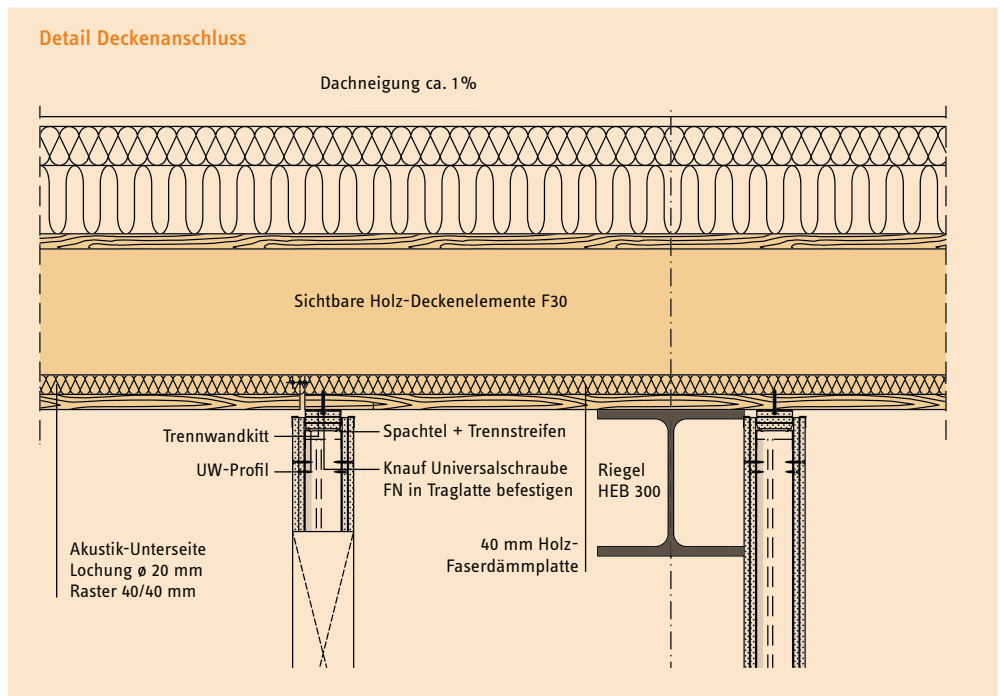 Detail Deckenanschluss
Dachneigung ca. 1%
Sichtbare Holz-Deckenelemente F30
Trennwandkitt
Spachtel + Trennstreifen
UW-Profil
Knauf Universalschraube
FN in Traglatte befestigen
Riegel
HEB 300
Akustik-Unterseite
Lochung ø 20 mm
Raster 40/40 mm
40 mm Holz-
Faserdämmplatte